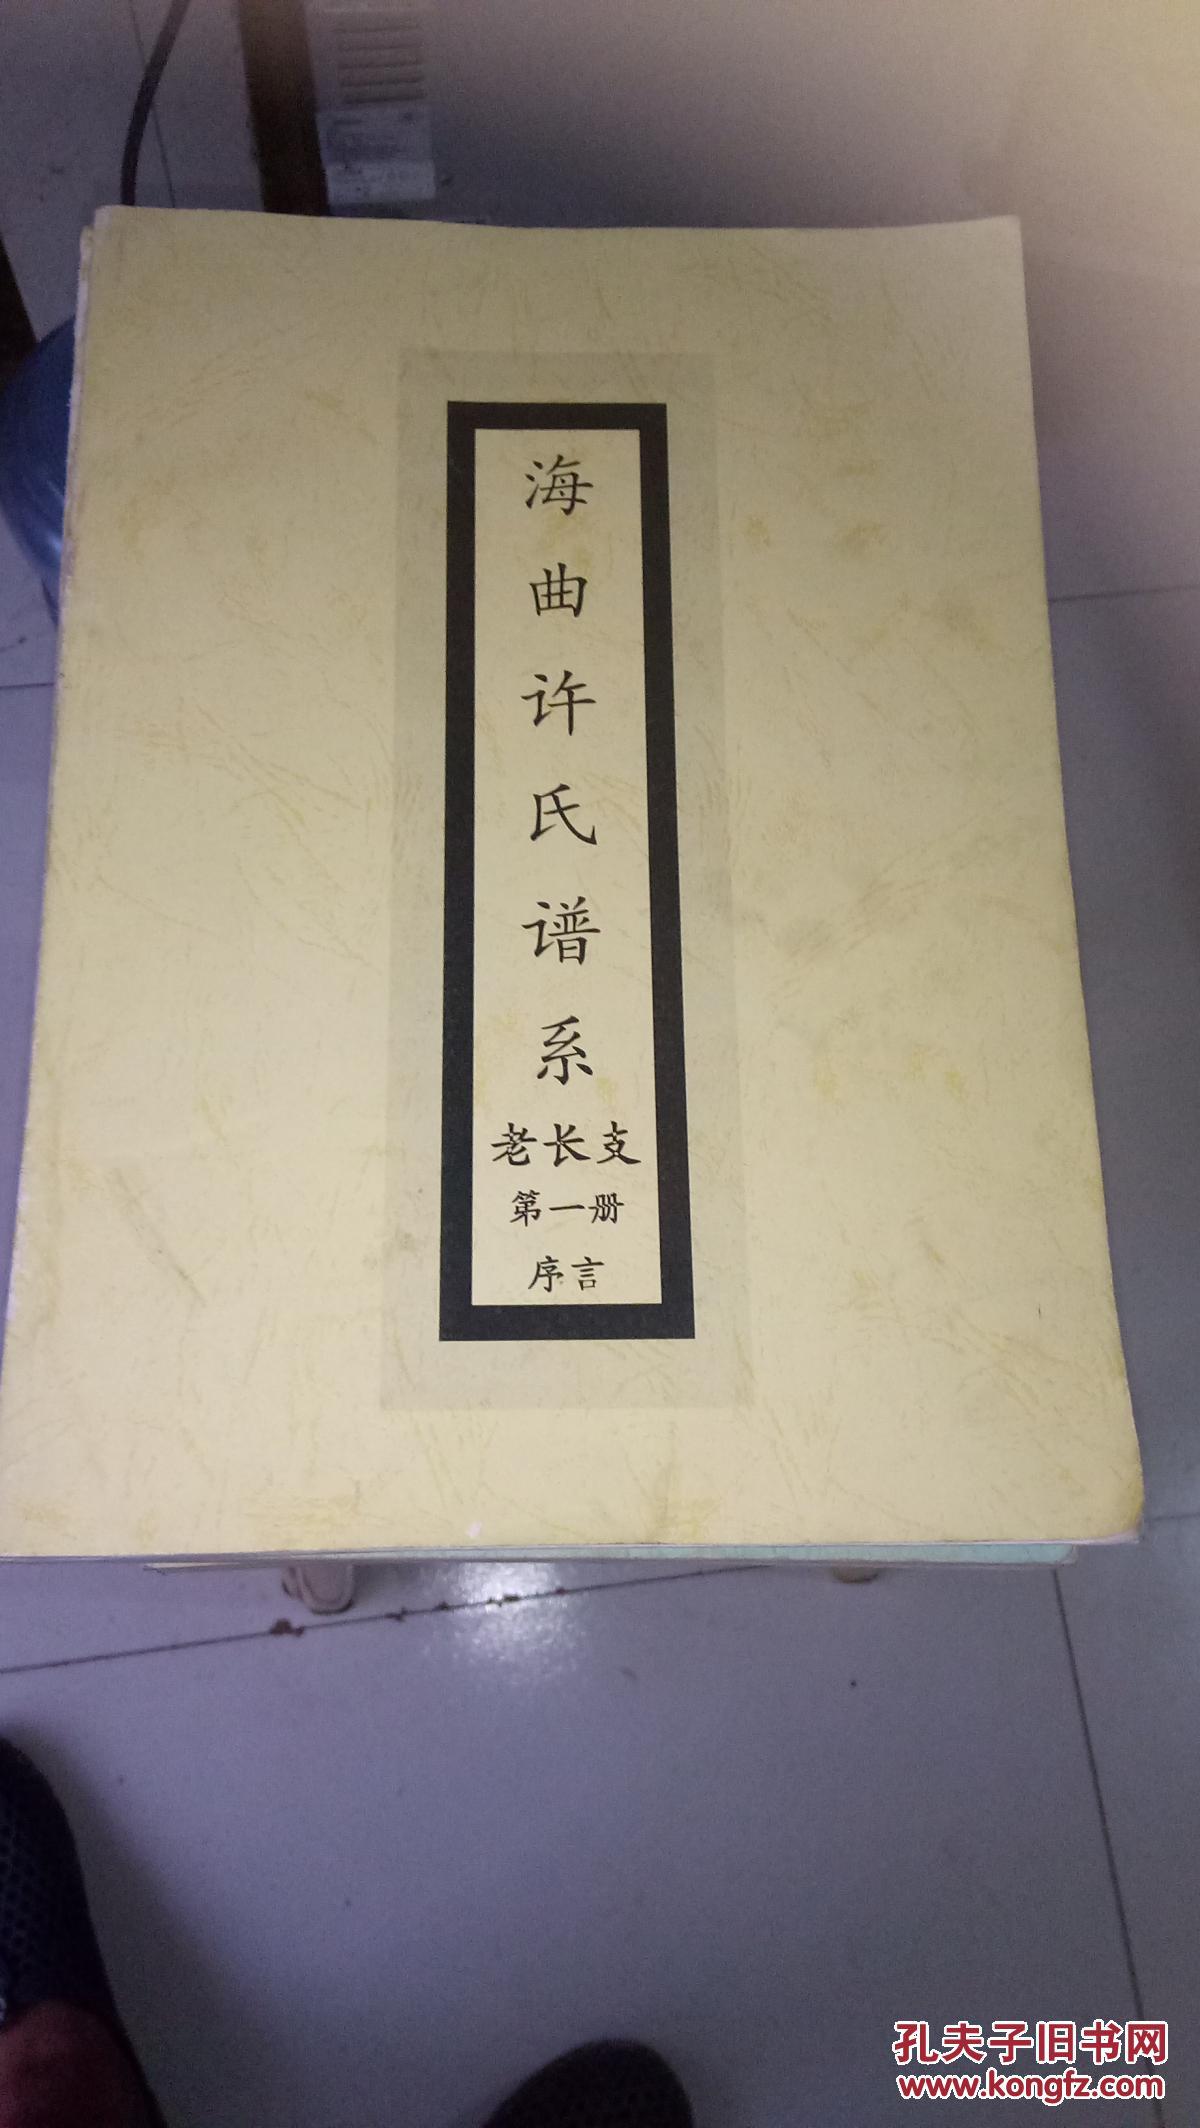 海曲许氏谱系
老长支
第一册
序言
孔夫子旧书网
www.kongfz.com